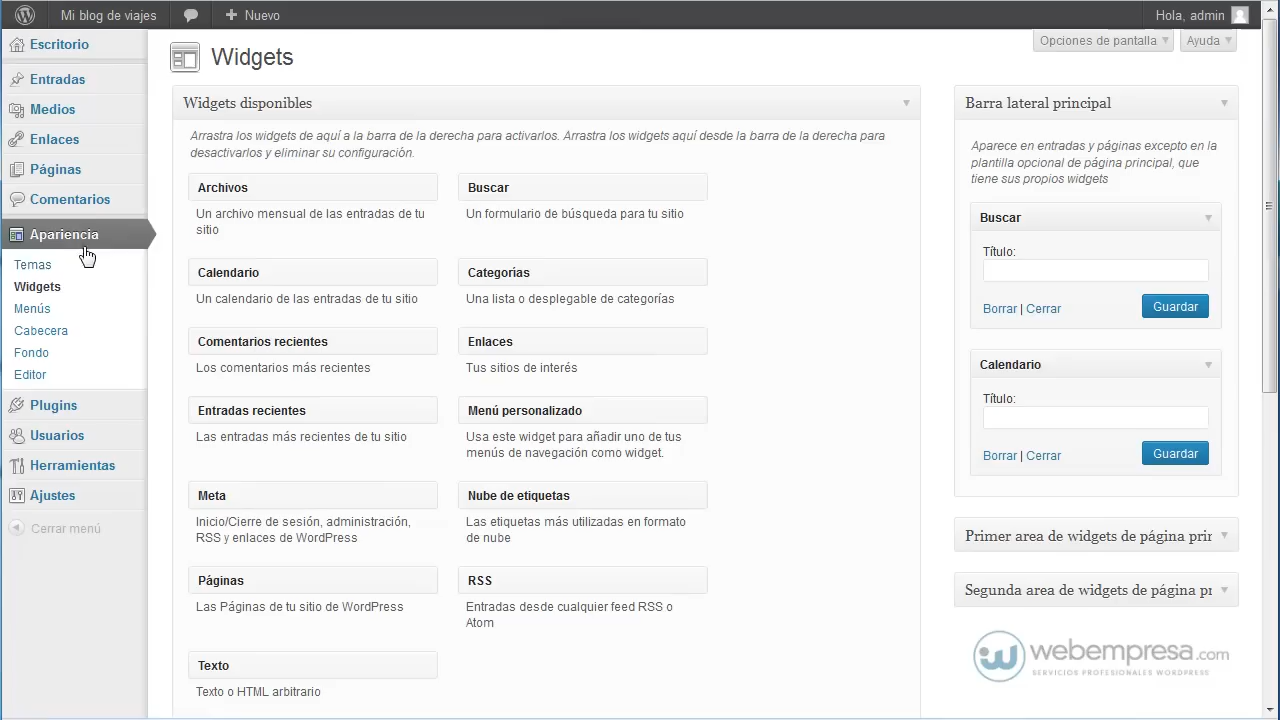 Mi blog de viajes
Nuevo
Hola, admin
Escritorio
Entradas
Medios
Enlaces
Páginas
Comentarios
Apariencia
Temas
Widgets
Menús
Cabecera
Fondo
Editor
Plugins
Usuarios
Herramientas
Ajustes
Cerrar menú
Opciones de pantalla
Ayuda
Widgets
Widgets disponibles
Arrastra los widgets de aquí a la barra de la derecha para activarlos. Arrastra los widgets aquí desde la barra de la derecha para
desactivarlos y eliminar su configuración.
Archivos
Un archivo mensual de las entradas de tu
sitio
Buscar
Un formulario de búsqueda para tu sitio
Calendario
Un calendario de las entradas de tu sitio
Categorías
Una lista o desplegable de categorías
Comentarios recientes
Los comentarios más recientes
Enlaces
Tus sitios de interés
Entradas recientes
Las entradas más recientes de tu sitio
Menú personalizado
Usa este widget para añadir uno de tus
menús de navegación como widget.
Meta
Inicio/Cierre de sesión, administración,
RSS y enlaces de WordPress
Nube de etiquetas
Las etiquetas más utilizadas en formato
de nube
Páginas
Las Páginas de tu sitio de WordPress
RSS
Entradas desde cualquier feed RSS o
Atom
Texto
Texto o HTML arbitrario
Barra lateral principal
Aparece en entradas y páginas excepto en la
plantilla opcional de página principal, que
tiene sus propios widgets
Buscar
Título:
Borrar | Cerrar
Guardar
Calendario
Título:
Borrar | Cerrar
Guardar
Primer area de widgets de página prin
Segunda area de widgets de página pr
webempresa.com
SERVICIOS PROFESIONALES WORDPRESS